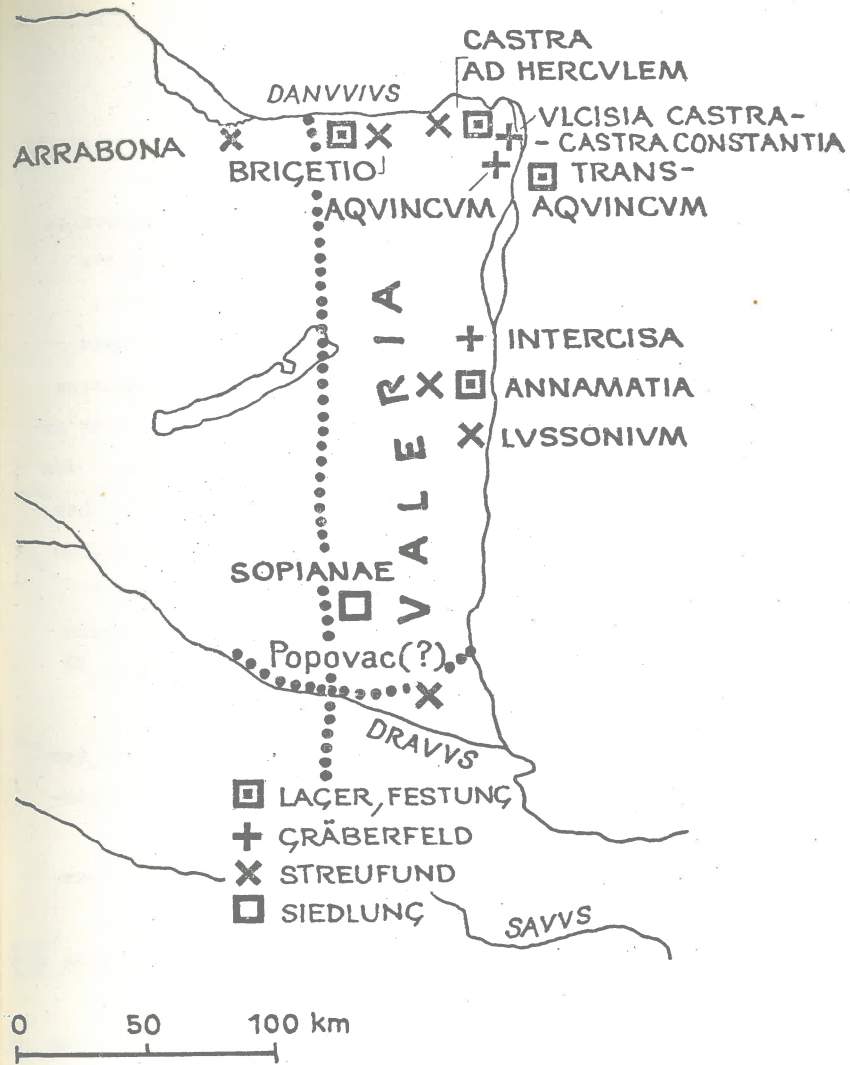 CASTRA
AD HERCVLEM
DANVVIVS
VLCISIA CASTRA-
- CASTRA CONSTANTIA
ARRABONA
BRIGETIO
TRANS-
AQVINCVM
AQVINCVM
VALERIA
INTERCISA
ANNAMATIA
LVSSONIVM
SOPIANAE
Popovac(?)
DRAVVS
LAGER, FESTUNG
GRÄBERFELD
STREUFUND
SIEDLUNG
SAVVS
0 50 100 km